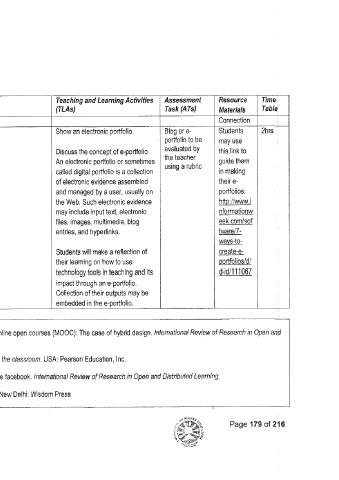 Teaching and Learning Activities Assessment Resource Time
(TLAs) Task (ATs) Materials Table
Connection
Show an electronic portfolio. Blog or e- Students 2hrs
portfolio to be may use
Discuss the concept of e-portfolio evaluated by this link to
An electronic portfolio or sometimes the teacher guide them
called digital portfolio is a collection using a rubric in making
of electronic evidence assembled their e-
and managed by a user, usually on portfolios:
the Web. Such electronic evidence http://www.i
may include input text, electronic nformationw
files, images, multimedia, blog eek.com/sof
entries, and hyperlinks. tware/7-
ways-to-
Students will make a reflection of create-e-
their learning on how to use portfolios/d/
technology tools in teaching and its d-id/111067
impact through an e-portfolio.
Collection of their outputs may be
embedded in the e-portfolio.
nline open courses (MOOC): The case of hybrid design. International Review of Research in Open and
the classroom. USA: Pearson Education, Inc.
e facebook. International Review of Research in Open and Distributed Learning,
New Delhi: Wisdom Press
Page 179 of 216